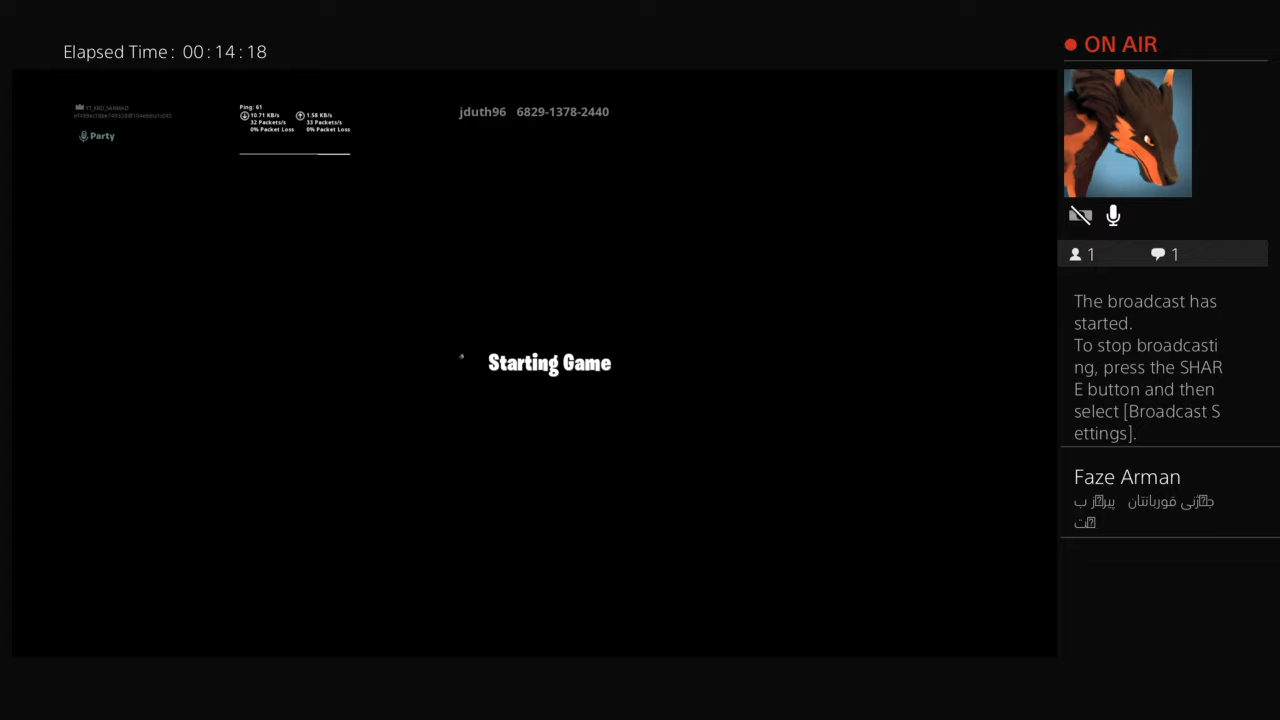 Elapsed Time: 00:14:18
ON AIR
YT_KRD_SARMAD
Ping: 61
10.71 KB/s 1.58 KB/s
32 Packets/s 33 Packets/s
0% Packet Loss 0% Packet Loss
jduth96 6829-1378-2440
Party
1 1
The broadcast has
started.
To stop broadcasti
ng, press the SHAR
E button and then
select [Broadcast S
ettings].
Starting Game
Faze Arman
قوربانتان